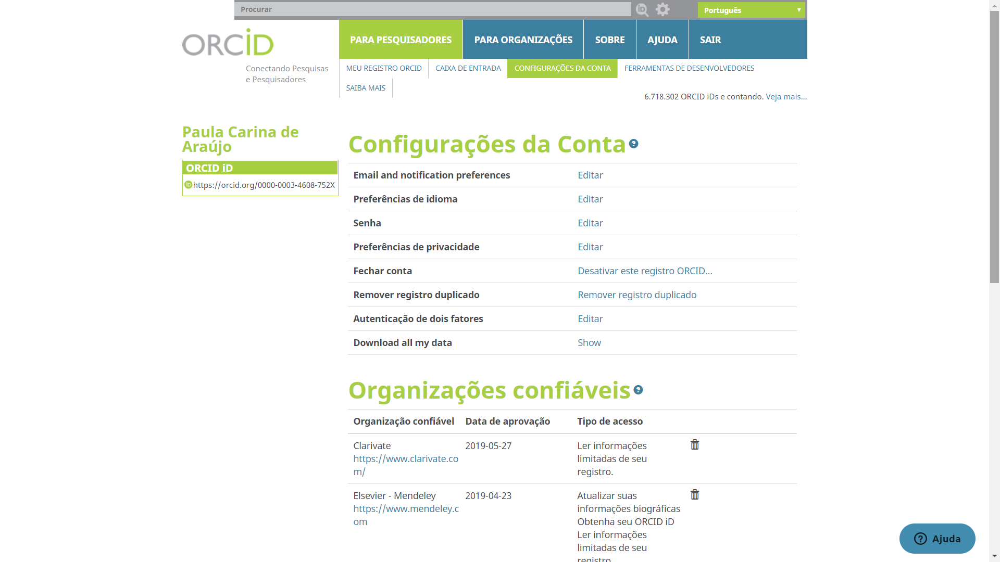 Procurar
Português
ORCID
Conectando Pesquisas
e Pesquisadores
PARA PESQUISADORES
PARA ORGANIZAÇÕES
SOBRE
AJUDA
SAIR
MEU REGISTRO ORCID
CAIXA DE ENTRADA
CONFIGURAÇÕES DA CONTA
FERRAMENTAS DE DESENVOLVEDORES
SAIBA MAIS
6.718.302 ORCID iDs e contando. Veja mais...
Paula Carina de
Araújo
ORCID iD
https://orcid.org/0000-0003-4608-752X
Configurações da Conta
Email and notification preferences Editar
Preferências de idioma Editar
Senha Editar
Preferências de privacidade Editar
Fechar conta Desativar este registro ORCID...
Remover registro duplicado Remover registro duplicado
Autenticação de dois fatores Editar
Download all my data Show
Organizações confiáveis
Organização confiável Data de aprovação Tipo de acesso
Clarivate 2019-05-27 Ler informações
https://www.clarivate.co limitadas de seu
m/ registro.
Elsevier - Mendeley 2019-04-23 Atualizar suas
https://www.mendeley.c informações biográficas
om Obtenha seu ORCID iD
Ler informações
limitadas de seu
registro
Ajuda